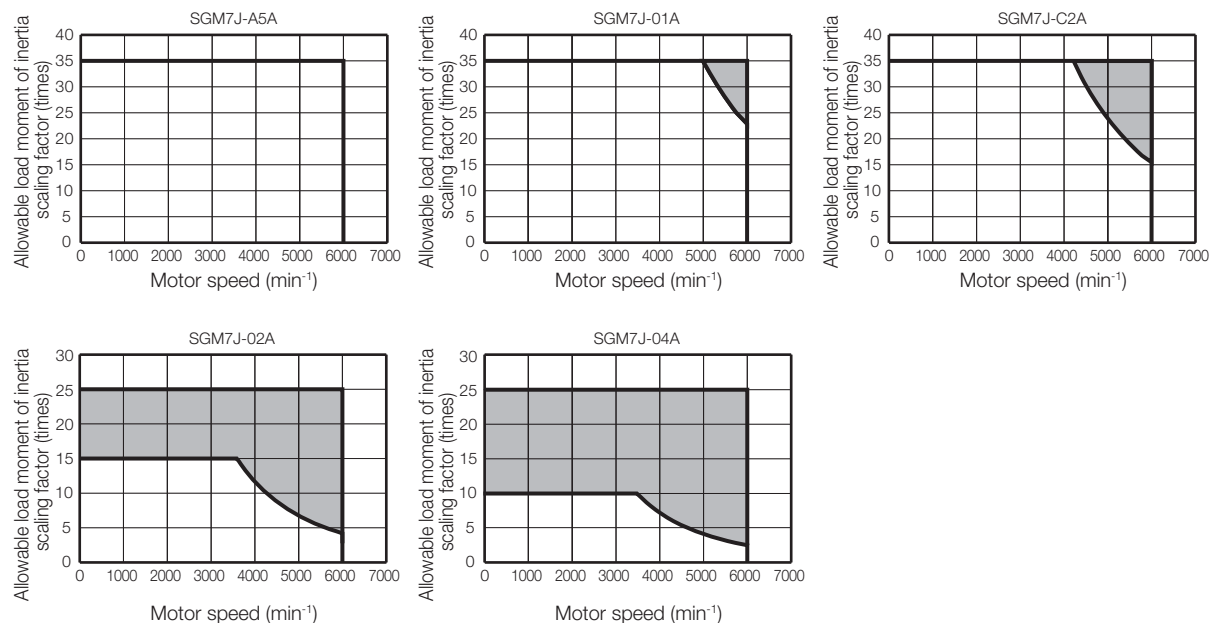 SGM7J-A5A
Allowable load moment of inertia
scaling factor (times)
40
35
30
25
20
15
10
5
0
0 1000 2000 3000 4000 5000 6000 7000
Motor speed (min-1)
SGM7J-01A
Allowable load moment of inertia
scaling factor (times)
40
35
30
25
20
15
10
5
0
0 1000 2000 3000 4000 5000 6000 7000
Motor speed (min-1)
SGM7J-C2A
Allowable load moment of inertia
scaling factor (times)
40
35
30
25
20
15
10
5
0
0 1000 2000 3000 4000 5000 6000 7000
Motor speed (min-1)
SGM7J-02A
Allowable load moment of inertia
scaling factor (times)
30
25
20
15
10
5
0
0 1000 2000 3000 4000 5000 6000 7000
Motor speed (min-1)
SGM7J-04A
Allowable load moment of inertia
scaling factor (times)
30
25
20
15
10
5
0
0 1000 2000 3000 4000 5000 6000 7000
Motor speed (min-1)